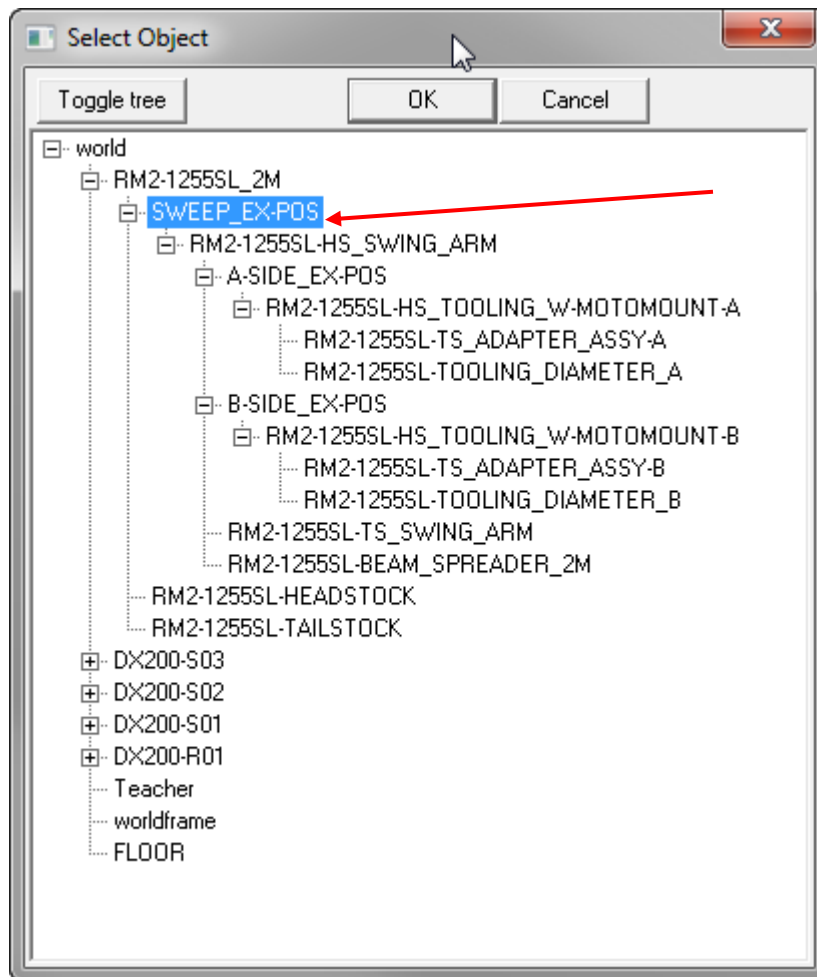 Select Object
Toggle tree OK Cancel
world
RM2-1255SL_2M
SWEEP_EX-POS
RM2-1255SL-HS_SWING_ARM
A-SIDE_EX-POS
RM2-1255SL-HS_TOOLING_W-MOTOMOUNT-A
RM2-1255SL-TS_ADAPTER_ASSY-A
RM2-1255SL-TOOLING_DIAMETER_A
B-SIDE_EX-POS
RM2-1255SL-HS_TOOLING_W-MOTOMOUNT-B
RM2-1255SL-TS_ADAPTER_ASSY-B
RM2-1255SL-TOOLING_DIAMETER_B
RM2-1255SL-TS_SWING_ARM
RM2-1255SL-BEAM_SPREADER_2M
RM2-1255SL-HEADSTOCK
RM2-1255SL-TAILSTOCK
DX200-S03
DX200-S02
DX200-S01
DX200-R01
Teacher
worldframe
FLOOR